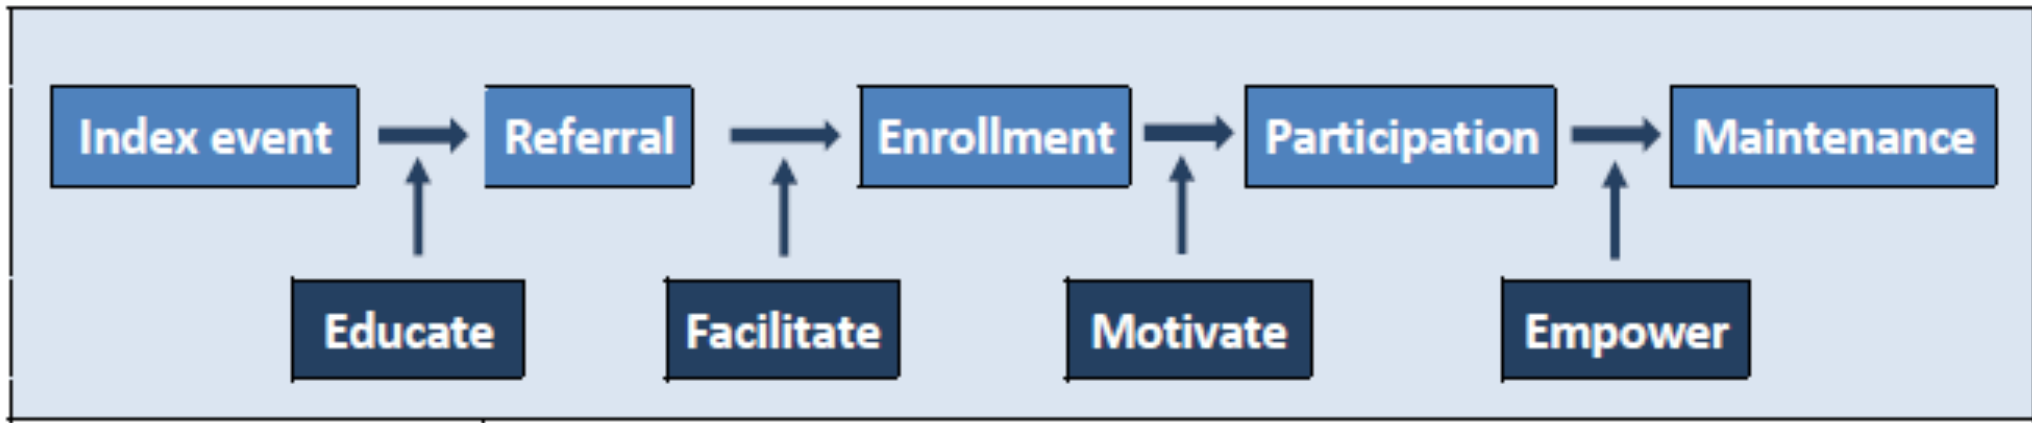 Index event
Referral
Enrollment
Participation
Maintenance
Educate
Facilitate
Motivate
Empower